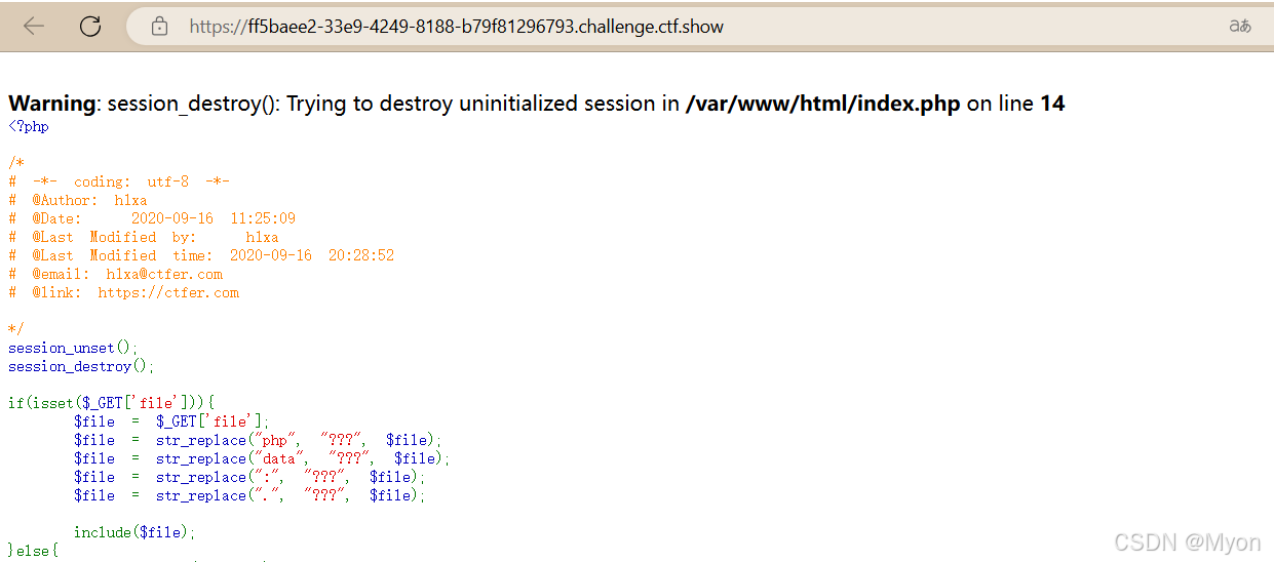 https://ff5baee2-33e9-4249-8188-b79f81296793.challenge.ctf.show
aあ
Warning: session_destroy(): Trying to destroy uninitialized session in /var/www/html/index.php on line 14
<?php
/*
# -*- coding: utf-8 -*-
# @Author: h1xa
# @Date: 2020-09-16 11:25:09
# @Last Modified by: h1xa
# @Last Modified time: 2020-09-16 20:28:52
# @email: h1xa@ctfer.com
# @link: https://ctfer.com
*/
session_unset();
session_destroy();
if(isset($_GET['file'])){
$file = $_GET['file'];
$file = str_replace("php", "???", $file);
$file = str_replace("data", "???", $file);
$file = str_replace(":", "???", $file);
$file = str_replace(".", "???", $file);
include($file);
}else{
CSDN @Myon